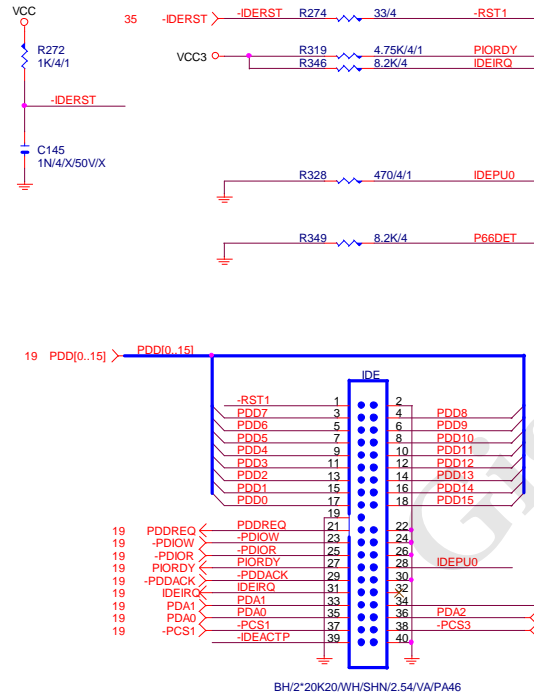 VCC
R272
1K/4/1
-IDERST
C145
1N/4/X/50V/X
35 -IDERST -IDERST R274 33/4 -RST1
VCC3 R319 4.75K/4/1 PIORDY
R346 8.2K/4 IDEIRQ
R328 470/4/1 IDEPU0
R349 8.2K/4 P66DET
19 PDD[0..15] PDD[0..15]
IDE
-RST1 1 2
PDD7 3 4 PDD8
PDD6 5 6 PDD9
PDD5 7 8 PDD10
PDD4 9 10 PDD11
PDD3 11 12 PDD12
PDD2 13 14 PDD13
PDD1 15 16 PDD14
PDD0 17 18 PDD15
19
19 PDDREQ PDDREQ 21 22
19 -PDIOW -PDIOW 23 24
19 -PDIOR -PDIOR 25 26
19 PIORDY PIORDY 27 28 IDEPU0
19 -PDDACK -PDDACK 29 30
19 IDEIRQ IDEIRQ 31 32
19 PDA1 PDA1 33 34
19 PDA0 PDA0 35 36 PDA2
19 -PCS1 -PCS1 37 38 -PCS3
-IDEACTP 39 40
BH/2*20K20/WH/SHN/2.54/VA/PA46